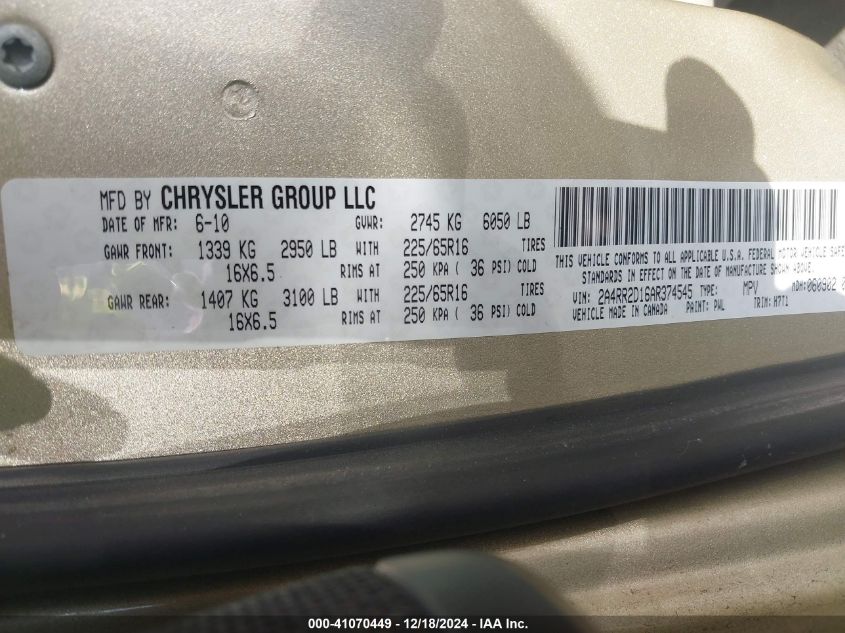 MFD BY CHRYSLER GROUP LLC
DATE OF MFR: 6-10 GVWR: 2745 KG 6050 LB
GAWR FRONT: 1339 KG 2950 LB WITH 225/65R16 TIRES
16X6.5 RIMS AT 250 KPA ( 36 PSI) COLD
GAWR REAR: 1407 KG 3100 LB WITH 225/65R16 TIRES
16X6.5 RIMS AT 250 KPA ( 36 PSI) COLD
THIS VEHICLE CONFORMS TO ALL APPLICABLE U.S.A. FEDERAL MOTOR VEHICLE SAFE
STANDARDS IN EFFECT ON THE DATE OF MANUFACTURE SHOWN ABOVE.
VIN: 2A4RR2D16AR374545 TYPE: MPV MDH:060902
VEHICLE MADE IN CANADA PAINT: PWL TRIM: H7T1
000-41070449 - 12/18/2024 - IAA Inc.